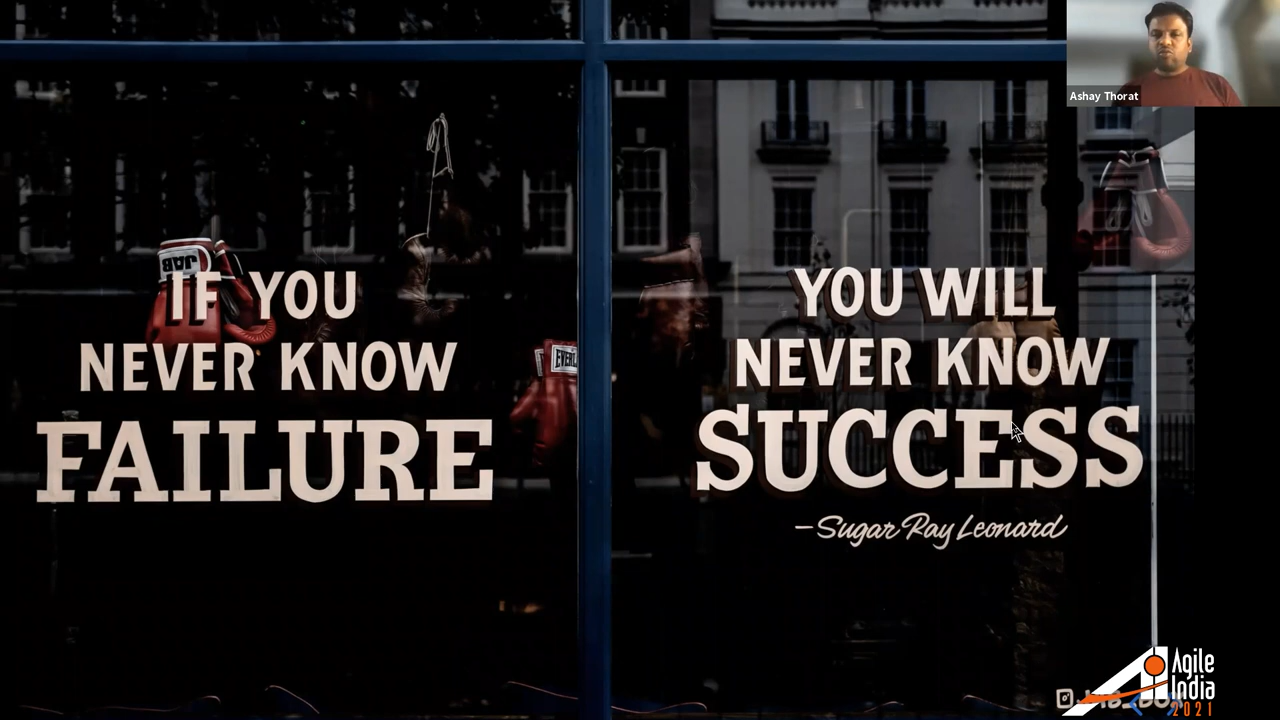 Ashay Thorat
JAB
IF YOU
NEVER KNOW
FAILURE
YOU WILL
NEVER KNOW
SUCCESS
–Sugar Ray Leonard
Agile
India
2021